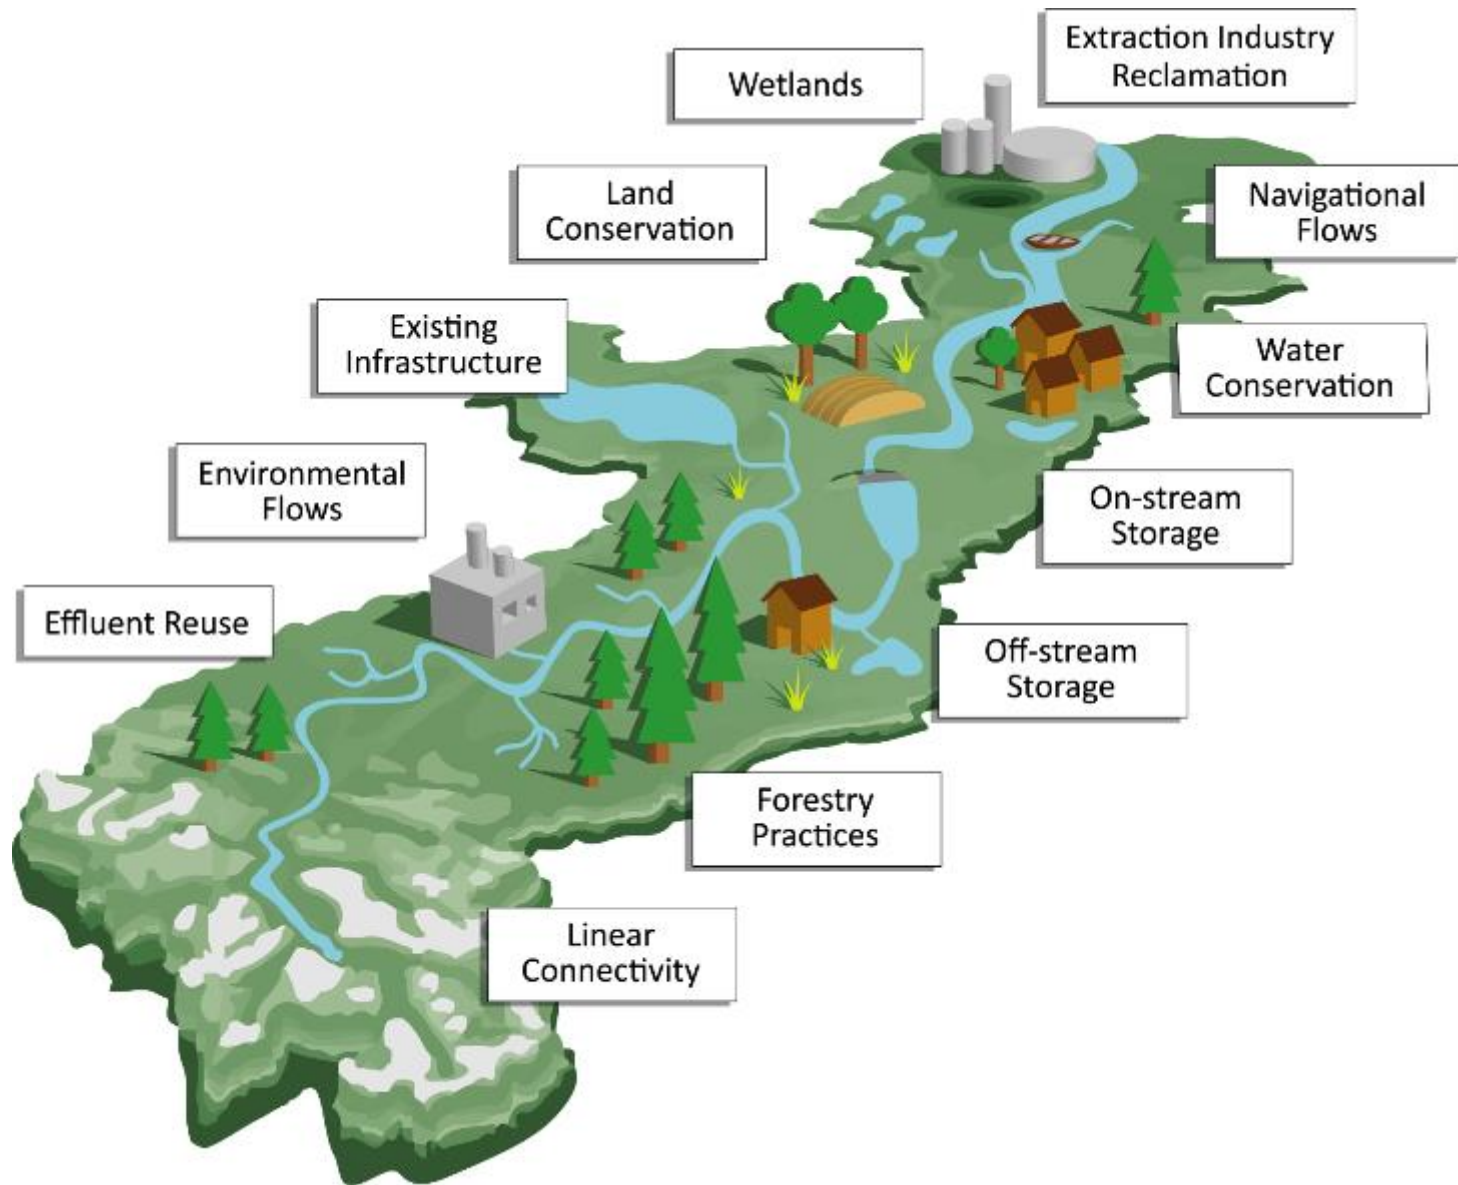 Extraction Industry
Reclamation
Wetlands
Land
Conservation
Navigational
Flows
Existing
Infrastructure
Water
Conservation
Environmental
Flows
On-stream
Storage
Effluent Reuse
Off-stream
Storage
Forestry
Practices
Linear
Connectivity